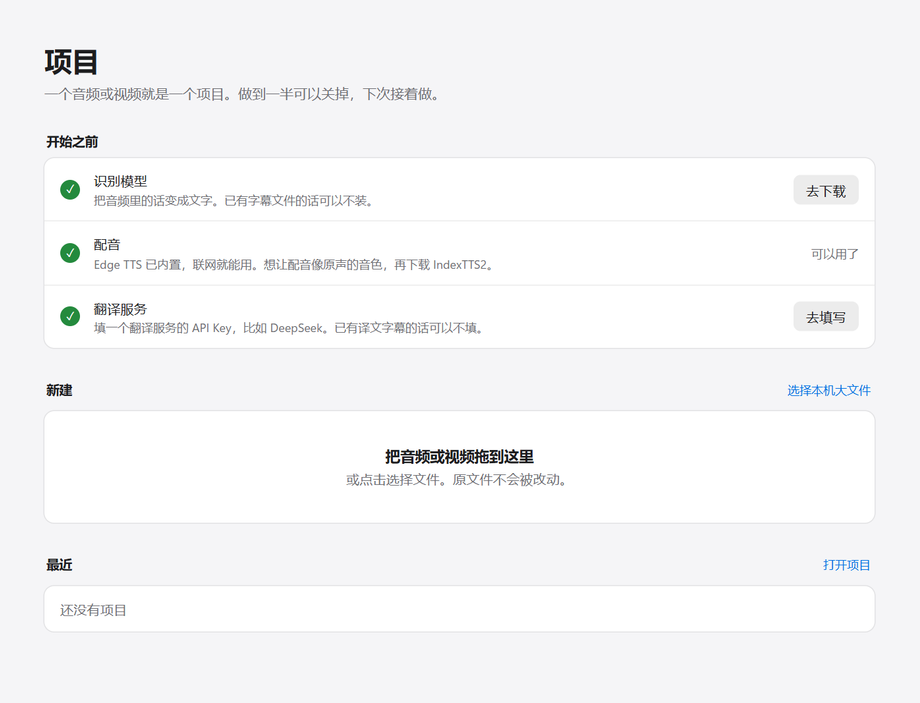 项目
一个音频或视频就是一个项目。做到一半可以关掉，下次接着做。
开始之前
识别模型
把音频里的话变成文字。已有字幕文件的话可以不装。
去下载
配音
Edge TTS 已内置，联网就能用。想让配音像原声的音色，再下载 IndexTTS2。
可以用了
翻译服务
填一个翻译服务的 API Key，比如 DeepSeek。已有译文字幕的话可以不填。
去填写
新建
选择本机大文件
把音频或视频拖到这里
或点击选择文件。原文件不会被改动。
最近
打开项目
还没有项目